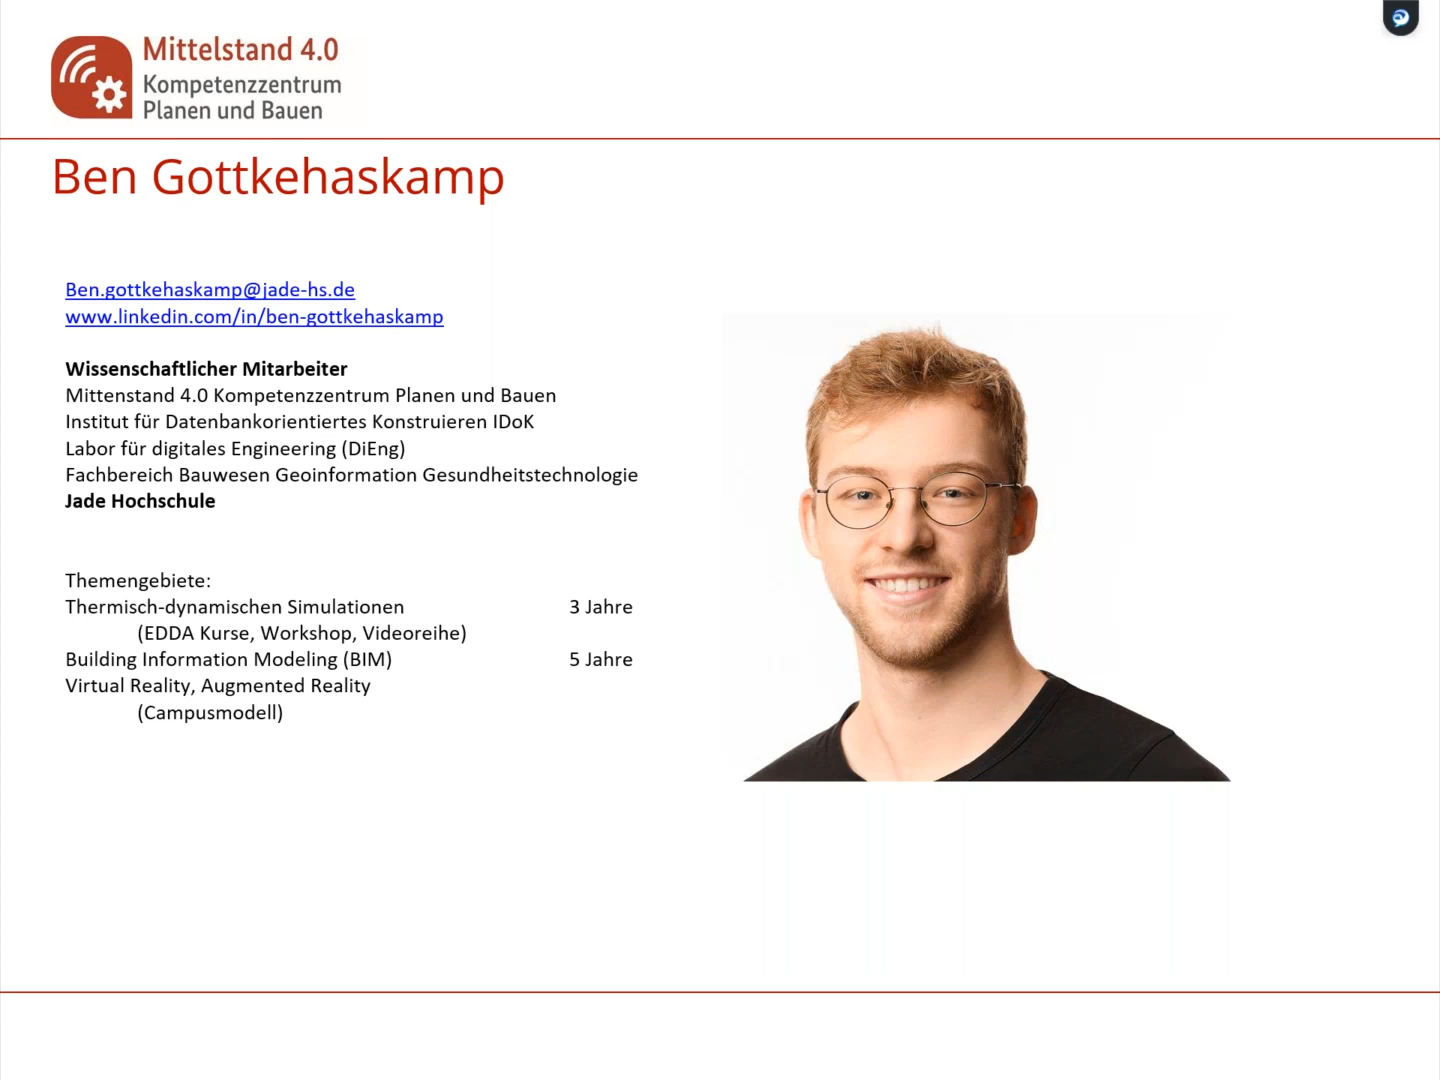 Mittelstand 4.0
Kompetenzzentrum
Planen und Bauen
Ben Gottkehaskamp
Ben.gottkehaskamp@jade-hs.de
www.linkedin.com/in/ben-gottkehaskamp
Wissenschaftlicher Mitarbeiter
Mittenstand 4.0 Kompetenzzentrum Planen und Bauen
Institut für Datenbankorientiertes Konstruieren IDoK
Labor für digitales Engineering (DiEng)
Fachbereich Bauwesen Geoinformation Gesundheitstechnologie
Jade Hochschule
Themengebiete:
Thermisch-dynamischen Simulationen 3 Jahre
(EDDA Kurse, Workshop, Videoreihe)
Building Information Modeling (BIM) 5 Jahre
Virtual Reality, Augmented Reality
(Campusmodell)